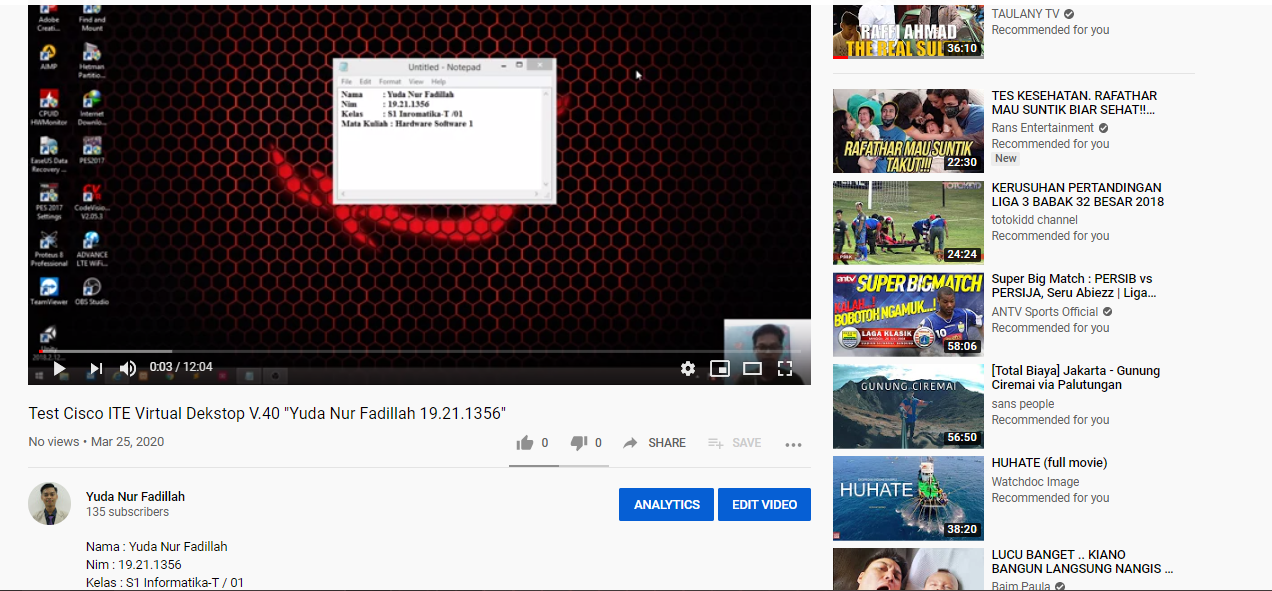 Adobe
Creati...
Find and
Mount
AIMP
Hetman
Partitio...
CPUID
HWMonitor
Internet
Downlo...
EaseUS Data
Recovery ...
PES2017
PES 2017
Settings
CodeVisio...
V2.05.3
Proteus 8
Professional
ADVANCE
LTE WiFi...
TeamViewer
OBS Studio
Unity
2018.2.12...
Untitled - Notepad
File Edit Format View Help
Nama : Yuda Nur Fadillah
Nim : 19.21.1356
Kelas : S1 Inromatika-T /01
Mata Kuliah : Hardware Software 1
0:03 / 12:04
Test Cisco ITE Virtual Dekstop V.40 "Yuda Nur Fadillah 19.21.1356"
No views • Mar 25, 2020
0 0 SHARE SAVE
Yuda Nur Fadillah
135 subscribers
ANALYTICS EDIT VIDEO
Nama : Yuda Nur Fadillah
Nim : 19.21.1356
Kelas : S1 Informatika-T / 01
RAFFI AHMAD
THE REAL SUL
36:10
TAULANY TV
Recommended for you
RAFATHAR MAU SUNTIK
TAKUT!!!
22:30
TES KESEHATAN. RAFATHAR
MAU SUNTIK BIAR SEHAT!!...
Rans Entertainment
Recommended for you
New
TOTOKIDD
24:24
KERUSUHAN PERTANDINGAN
LIGA 3 BABAK 32 BESAR 2018
totokidd channel
Recommended for you
antv
SUPER BIGMATCH
KALAH...!
BOBOTOH NGAMUK...!
LAGA KLASIK
58:06
Super Big Match : PERSIB vs
PERSIJA, Seru Abiezz | Liga...
ANTV Sports Official
Recommended for you
GUNUNG CIREMAI
56:50
[Total Biaya] Jakarta - Gunung
Ciremai via Palutungan
sans people
Recommended for you
HUHATE
38:20
HUHATE (full movie)
Watchdoc Image
Recommended for you
LUCU BANGET .. KIANO
BANGUN LANGSUNG NANGIS ...
Baim Paula